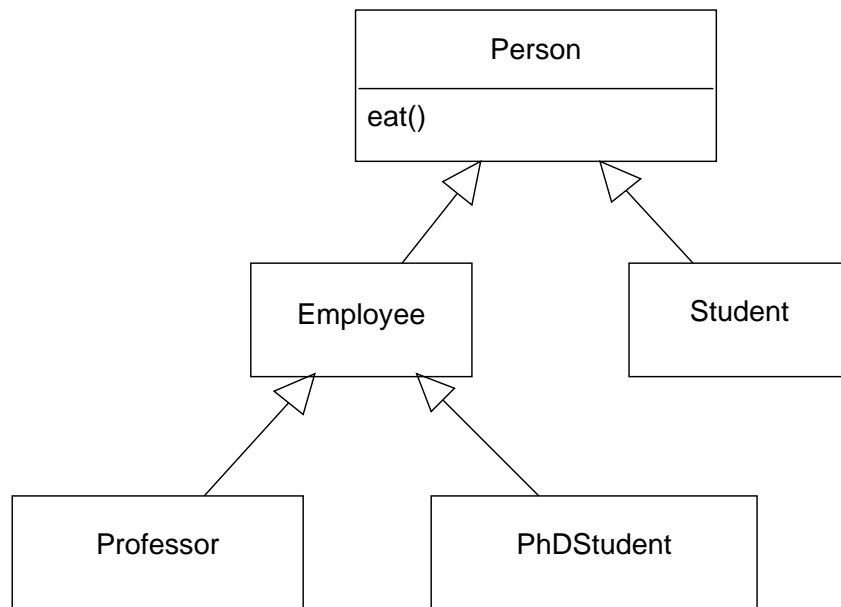 Person
eat()
Employee
Student
Professor
PhDStudent